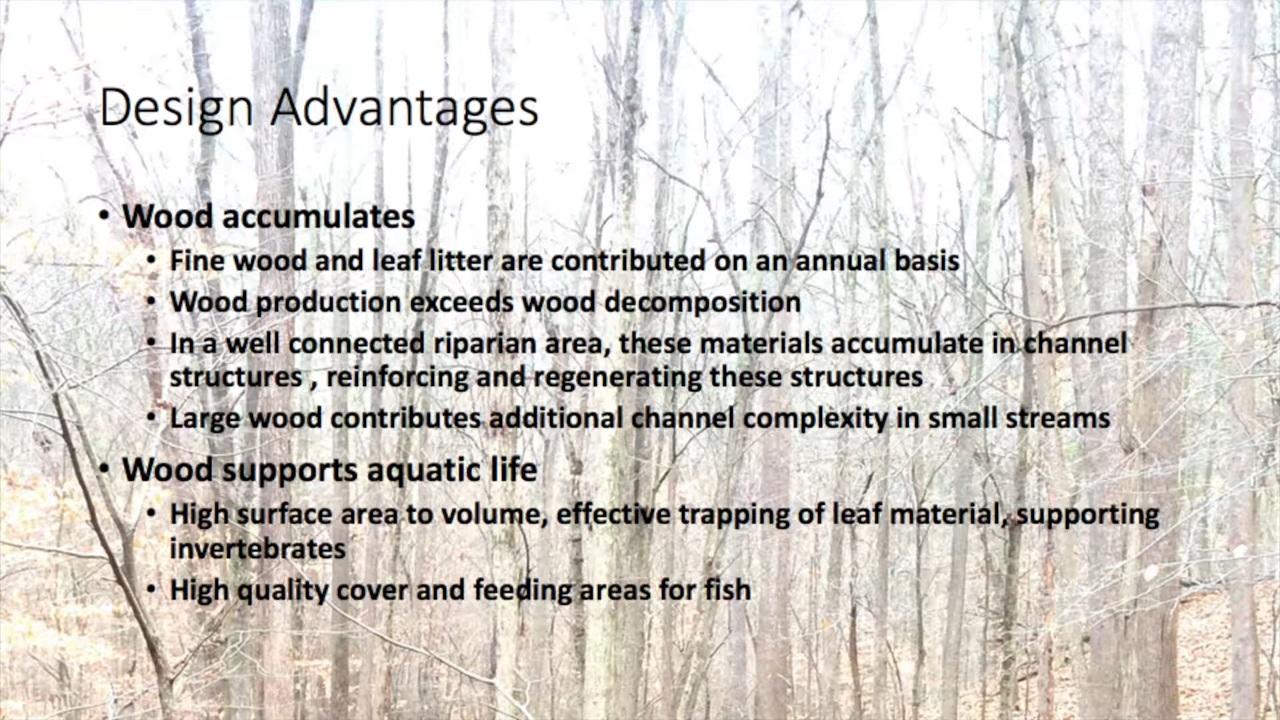 Design Advantages
• Wood accumulates
• Fine wood and leaf litter are contributed on an annual basis
• Wood production exceeds wood decomposition
• In a well connected riparian area, these materials accumulate in channel
structures , reinforcing and regenerating these structures
• Large wood contributes additional channel complexity in small streams
• Wood supports aquatic life
• High surface area to volume, effective trapping of leaf material, supporting
invertebrates
• High quality cover and feeding areas for fish